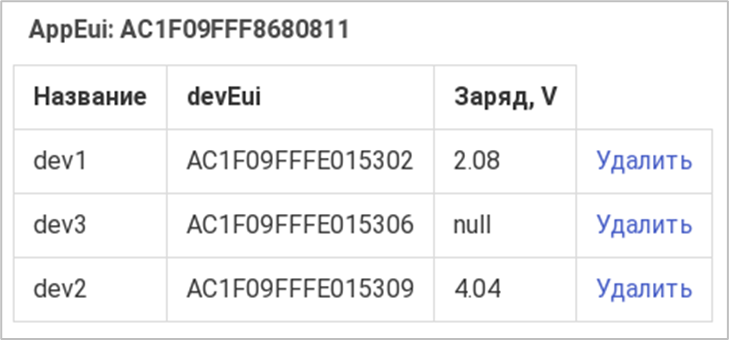 AppEui: AC1F09FFF8680811
Название devEui Заряд, V
dev1 AC1F09FFFE015302 2.08 Удалить
dev3 AC1F09FFFE015306 null Удалить
dev2 AC1F09FFFE015309 4.04 Удалить